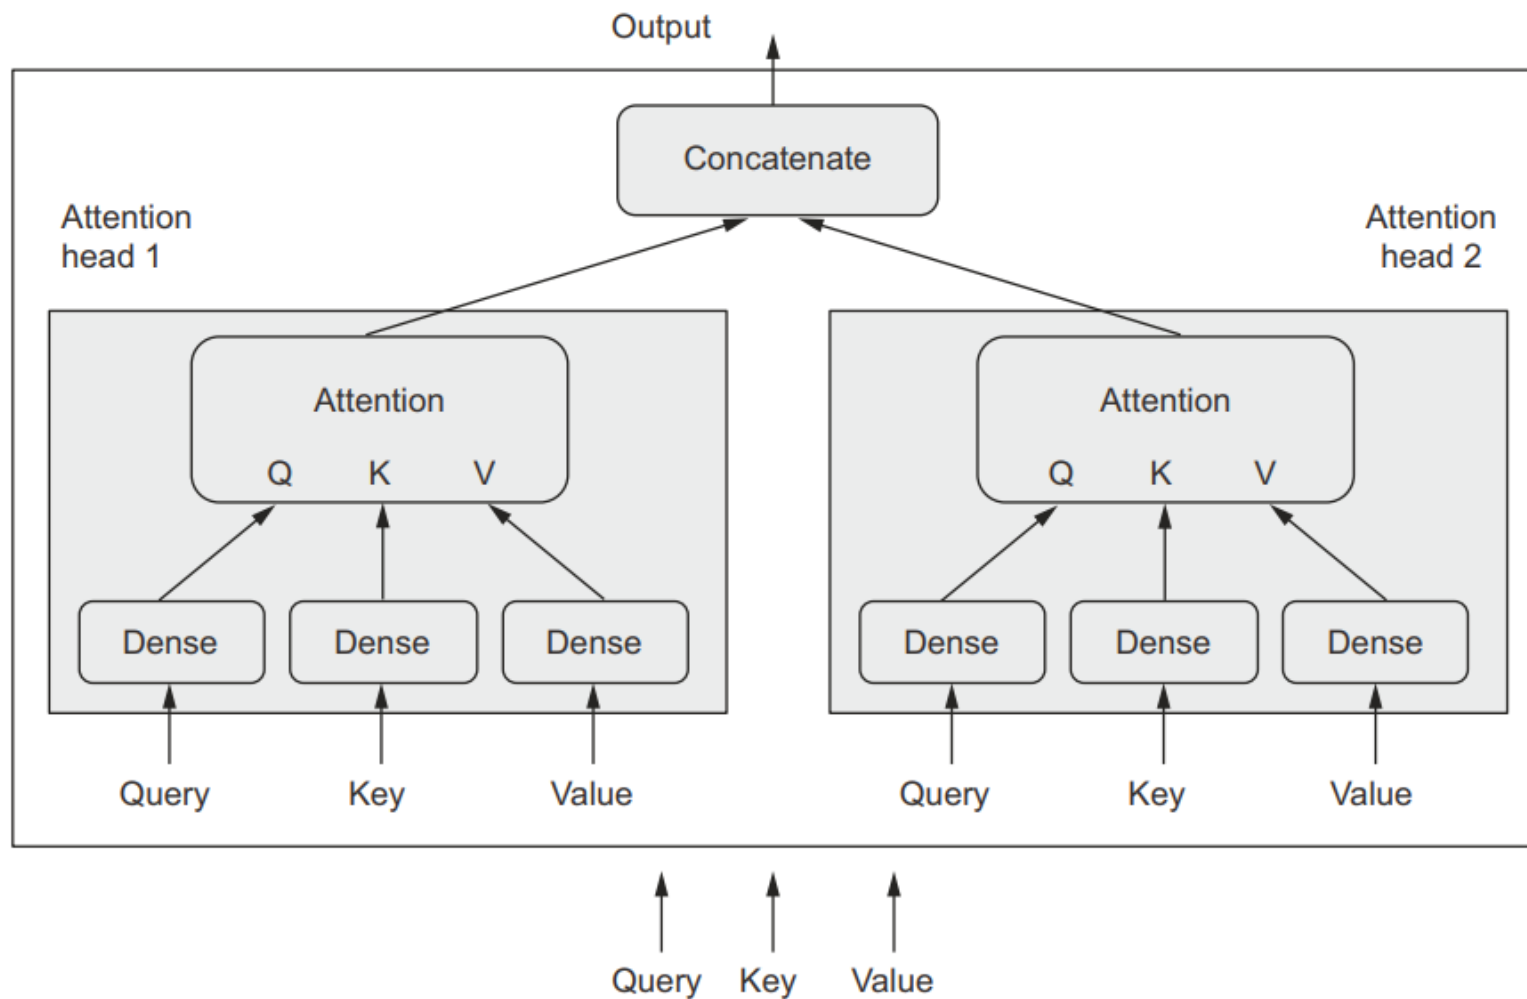 Output
Concatenate
Attention
head 1
Attention
head 2
Attention
Q K V
Attention
Q K V
Dense Dense Dense
Dense Dense Dense
Query Key Value
Query Key Value
Query Key Value